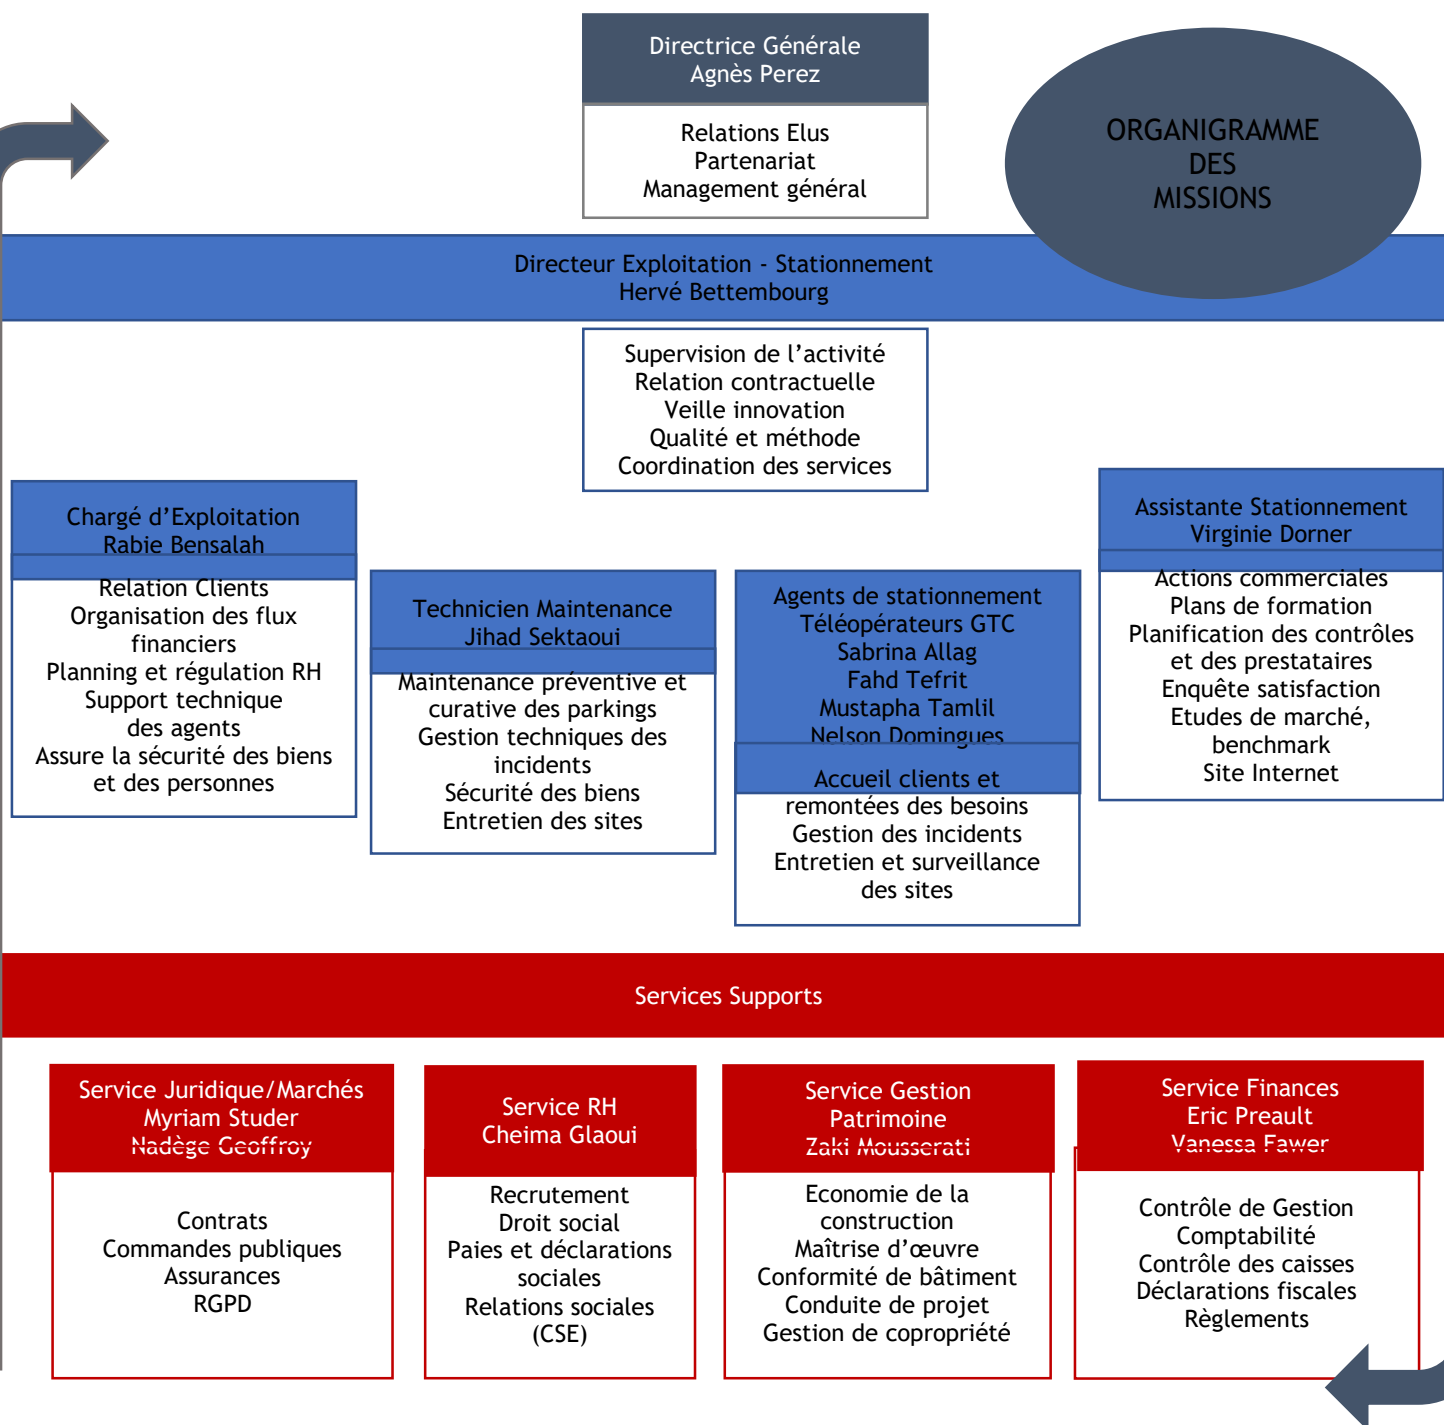 Directrice Générale
Agnès Perez
Relations Elus
Partenariat
Management général
ORGANIGRAMME
DES
MISSIONS
Directeur Exploitation - Stationnement
Hervé Bettembourg
Supervision de l’activité
Relation contractuelle
Veille innovation
Qualité et méthode
Coordination des services
Chargé d’Exploitation
Rabie Bensalah
Relation Clients
Organisation des flux
financiers
Planning et régulation RH
Support technique
des agents
Assure la sécurité des biens
et des personnes
Technicien Maintenance
Jihad Sektaoui
Maintenance préventive et
curative des parkings
Gestion techniques des
incidents
Sécurité des biens
Entretien des sites
Agents de stationnement
Téléopérateurs GTC
Sabrina Allag
Fahd Tefrit
Mustapha Tamlil
Nelson Domingues
Accueil clients et
remontées des besoins
Gestion des incidents
Entretien et surveillance
des sites
Assistante Stationnement
Virginie Dorner
Actions commerciales
Plans de formation
Planification des contrôles
et des prestataires
Enquête satisfaction
Etudes de marché,
benchmark
Site Internet
Services Supports
Service Juridique/Marchés
Myriam Studer
Nadège Geoffroy
Contrats
Commandes publiques
Assurances
RGPD
Service RH
Cheima Glaoui
Recrutement
Droit social
Paies et déclarations
sociales
Relations sociales
(CSE)
Service Gestion
Patrimoine
Zaki Mousserati
Economie de la
construction
Maîtrise d’œuvre
Conformité de bâtiment
Conduite de projet
Gestion de copropriété
Service Finances
Eric Preault
Vanessa Fawer
Contrôle de Gestion
Comptabilité
Contrôle des caisses
Déclarations fiscales
Règlements